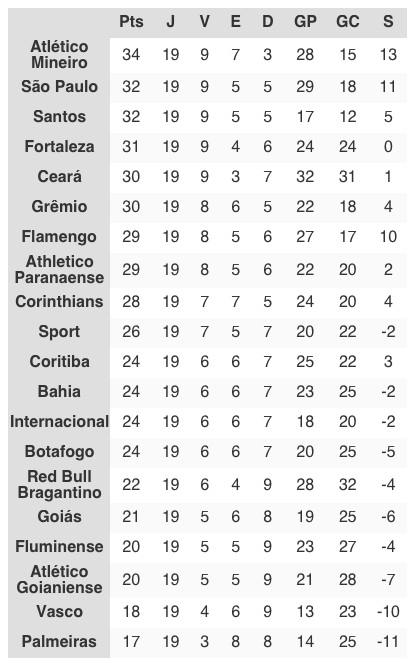 Pts J V E D GP GC S
Atlético
Mineiro 34 19 9 7 3 28 15 13
São Paulo 32 19 9 5 5 29 18 11
Santos 32 19 9 5 5 17 12 5
Fortaleza 31 19 9 4 6 24 24 0
Ceará 30 19 9 3 7 32 31 1
Grêmio 30 19 8 6 5 22 18 4
Flamengo 29 19 8 5 6 27 17 10
Athletico
Paranaense 29 19 8 5 6 22 20 2
Corinthians 28 19 7 7 5 24 20 4
Sport 26 19 7 5 7 20 22 -2
Coritiba 24 19 6 6 7 25 22 3
Bahia 24 19 6 6 7 23 25 -2
Internacional 24 19 6 6 7 18 20 -2
Botafogo 24 19 6 6 7 20 25 -5
Red Bull
Bragantino 22 19 6 4 9 28 32 -4
Goiás 21 19 5 6 8 19 25 -6
Fluminense 20 19 5 5 9 23 27 -4
Atlético
Goianiense 20 19 5 5 9 21 28 -7
Vasco 18 19 4 6 9 13 23 -10
Palmeiras 17 19 3 8 8 14 25 -11